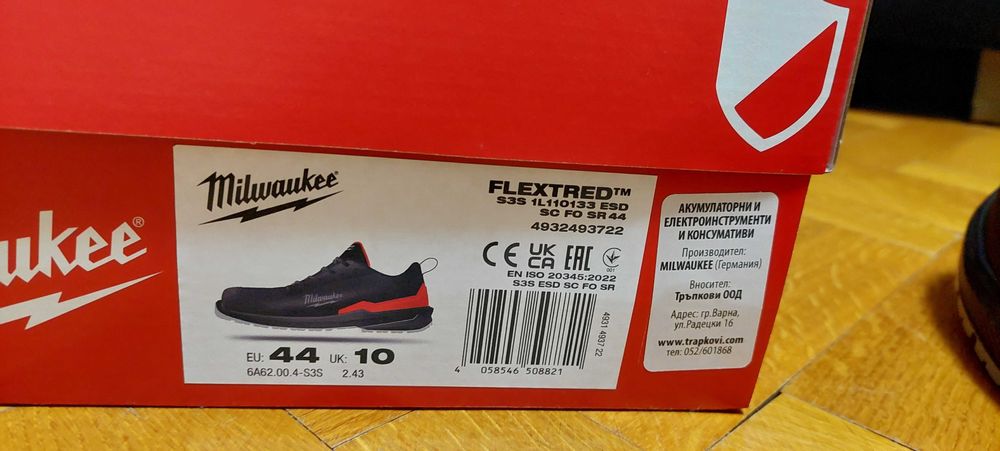 ukee®
Milwaukee®
FLEXTRED™
S3S 1L110133 ESD
SC FO SR 44
4932493722
CE UK CA EAC
001
EN ISO 20345:2022
S3S ESD SC FO SR
Milwaukee
EU: 44 UK: 10
6A62.00.4-S3S 2.43
4 058546 508821
4931 4937 22
АКУМУЛАТОРНИ И
ЕЛЕКТРОИНСТРУМЕНТИ
И КОНСУМАТИВИ
Производител:
MILWAUKEE (Германия)
Вносител:
Тръпкови ООД
Адрес: гр.Варна,
ул.Радецки 16
www.trapkovi.com
тел: 052/601868